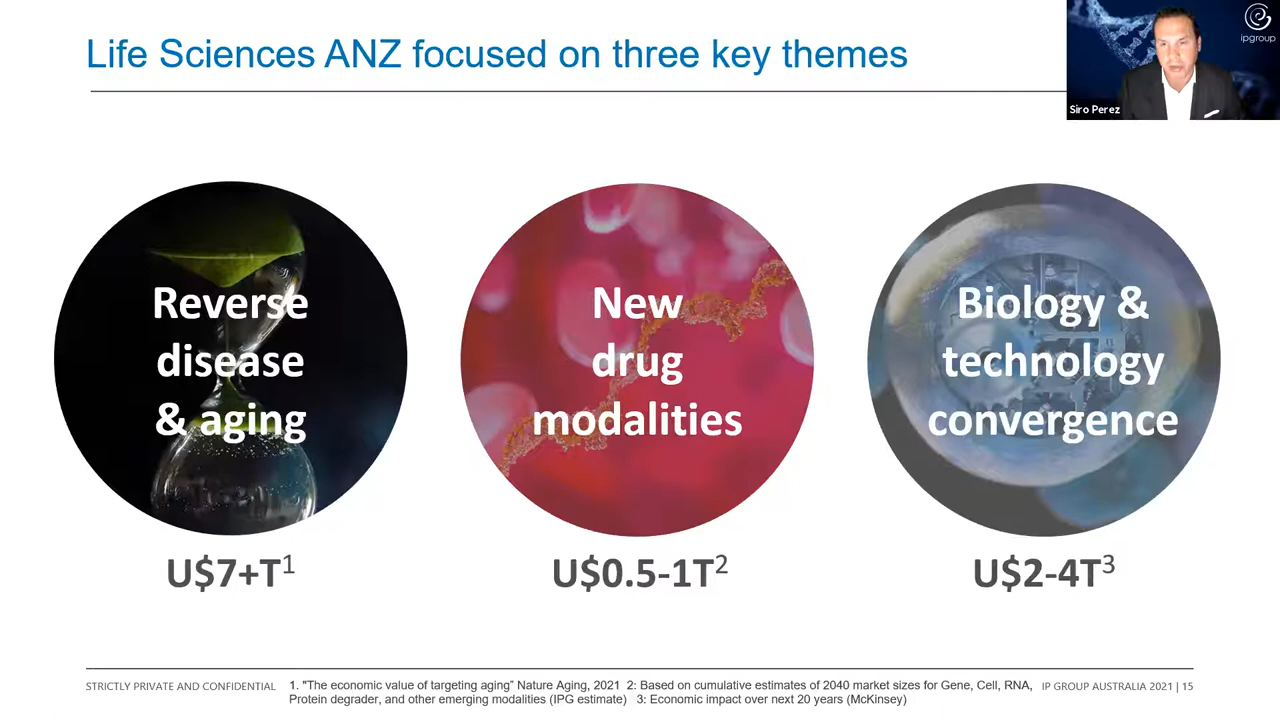 Life Sciences ANZ focused on three key themes
ipgroup
Siro Perez
Reverse
disease
& aging
New
drug
modalities
Biology &
technology
convergence
U$7+T1
U$0.5-1T2
U$2-4T3
STRICTLY PRIVATE AND CONFIDENTIAL
1. "The economic value of targeting aging” Nature Aging, 2021 2: Based on cumulative estimates of 2040 market sizes for Gene, Cell, RNA,
Protein degrader, and other emerging modalities (IPG estimate) 3: Economic impact over next 20 years (McKinsey)
IP GROUP AUSTRALIA 2021 | 15